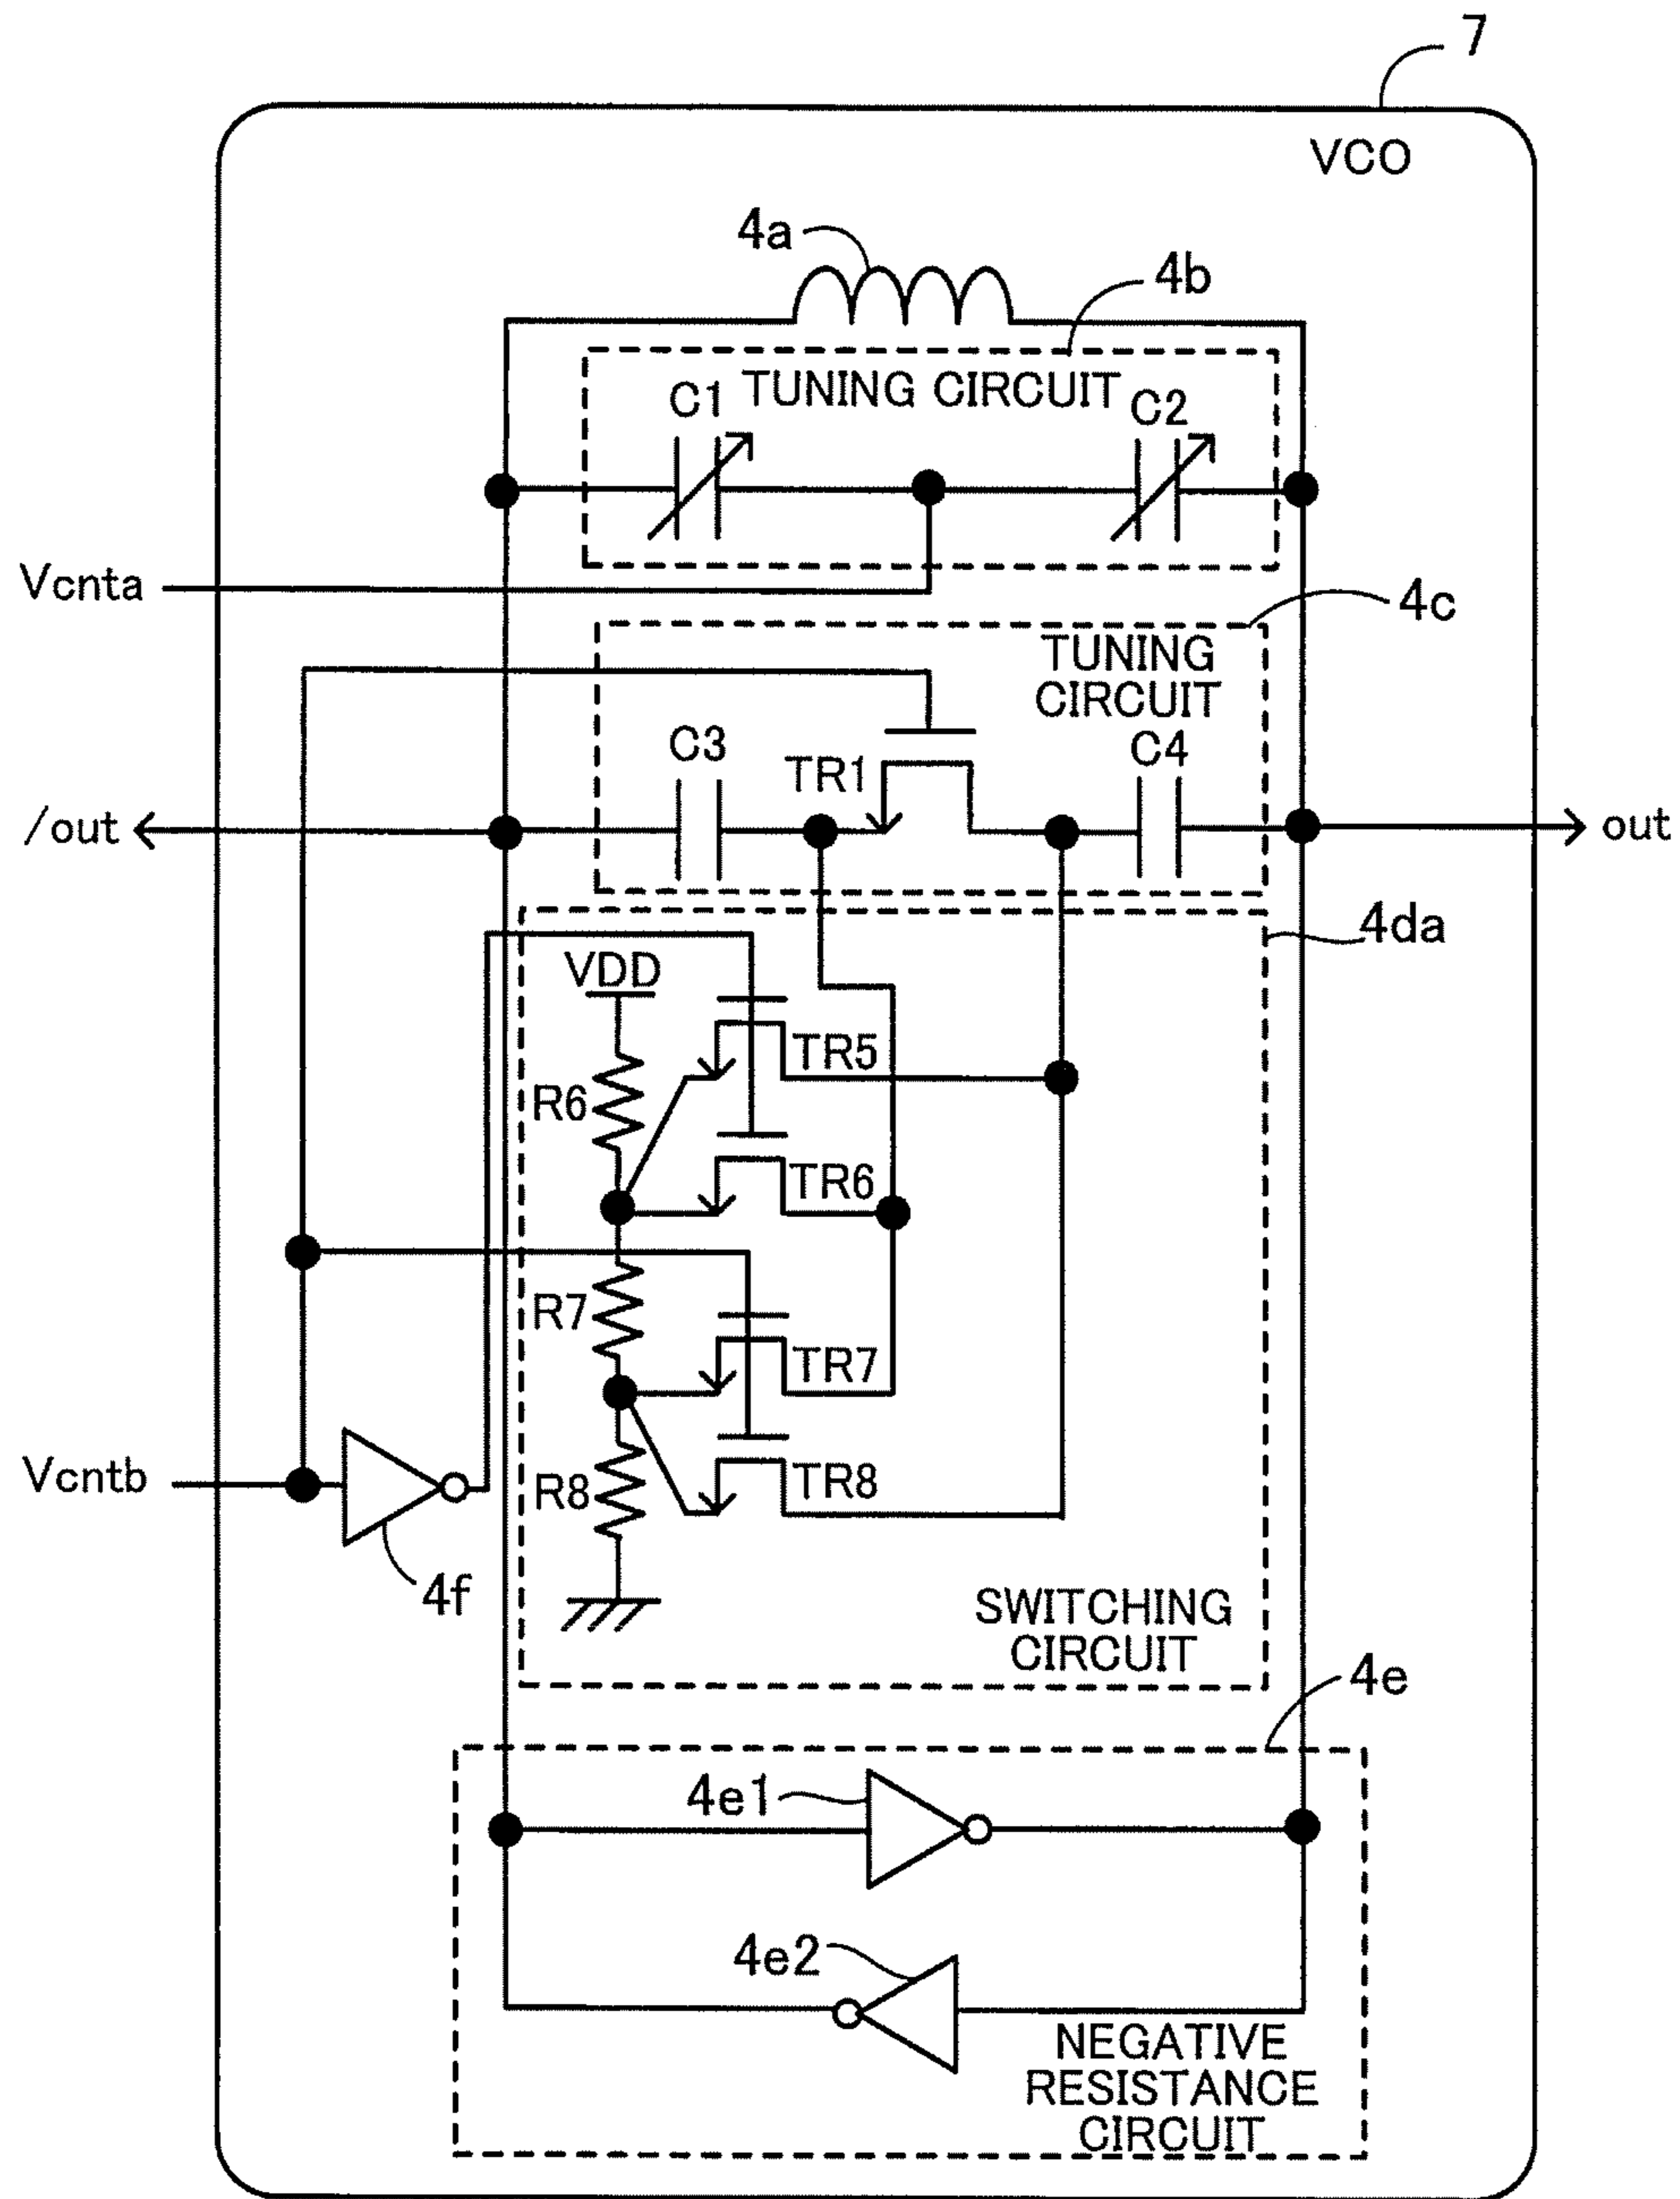 7
VCO
4a
4b
TUNING CIRCUIT
C1
C2
Vcnta
4c
TUNING
CIRCUIT
C3
TR1
C4
/out
out
4da
VDD
TR5
R6
TR6
R7
TR7
Vcntb
R8
TR8
4f
SWITCHING
CIRCUIT
4e
4e1
4e2
NEGATIVE
RESISTANCE
CIRCUIT